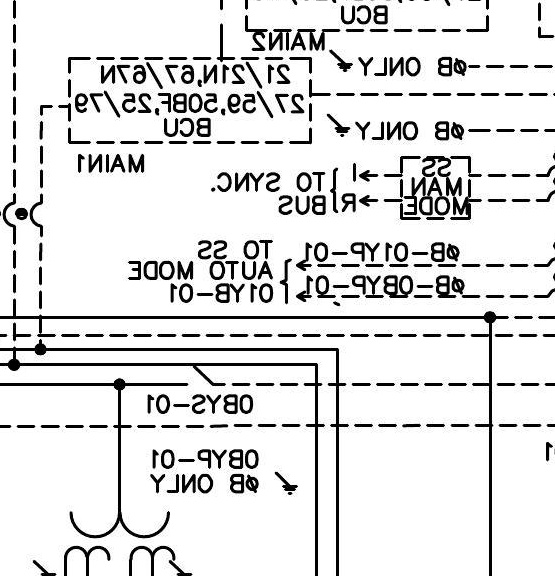 BCU
MAIN2
ØB ONLY
21/21N,67/67N
27/59,50BF,25/79
BCU
ØB ONLY
MAIN1
SS
MAN
MODE
I
R
TO SYNC.
BUS
ØB-01YP-01
ØB-0BYP-01
TO SS
AUTO MODE
01YB-01
0BYS-01
0BYP-01
ØB ONLY